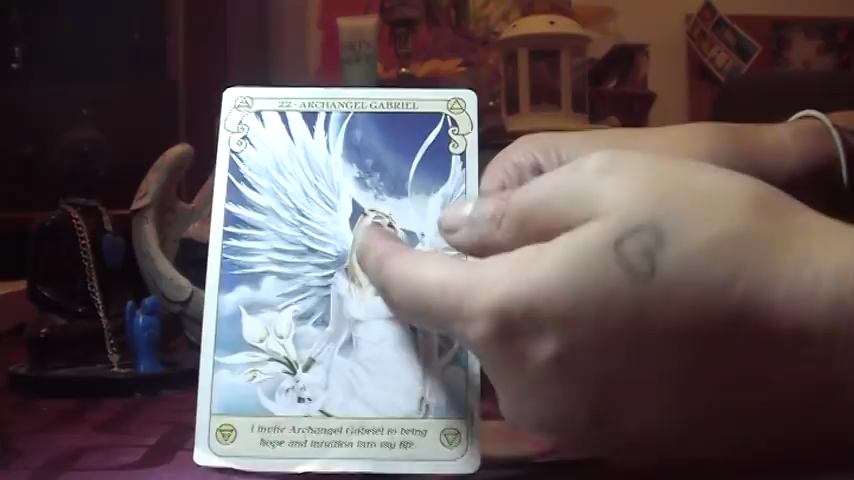 22 - ARCHANGEL GABRIEL
I invite Archangel Gabriel to bring
hope and intuition into my life.